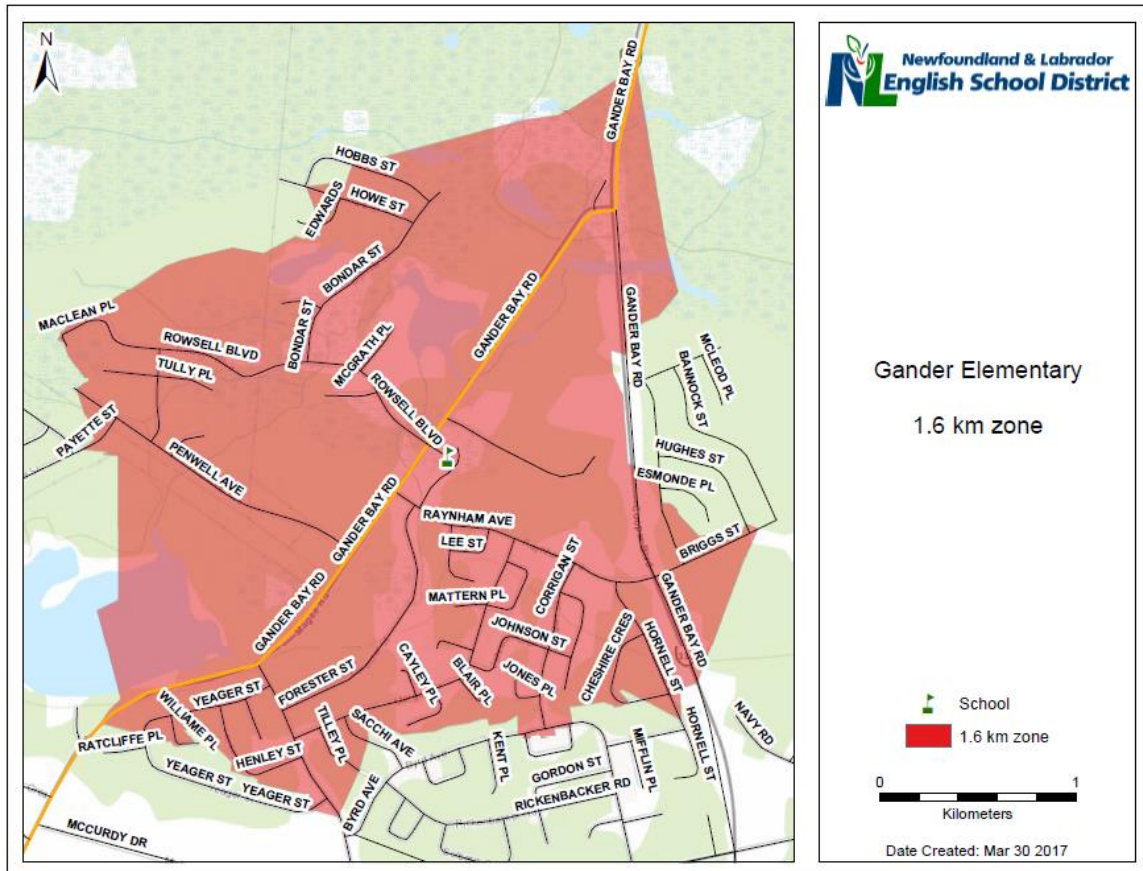 N
GANDER BAY RD
HOBBS ST
HOWE ST
EDWARDS
BONDAR ST
GANDER BAY RD
MACLEAN PL
BONDAR ST
ROWSELL BLVD
TULLY PL
MCGRATH PL
ROWSELL BLVD
GANDER BAY RD
MCLEOD PL
BANNOCK ST
HUGHES ST
ESMONDE PL
PAYETTE ST
PENWELL AVE
GANDER BAY RD
RAYNHAM AVE
LEE ST
BRIGGS ST
CORRIGAN ST
MATTERN PL
GANDER BAY RD
GANDER BAY RD
JOHNSON ST
CHESHIRE CRES
HORNELL ST
CAYLEY PL
BLAIR PL
JONES PL
YEAGER ST
FORESTER ST
WILLIAME PL
RATCLIFFE PL
HENLEY ST
TILLEY PL
SACCHI AVE
KENT PL
HORNELL ST
NAVY RD
MIFFLIN PL
GORDON ST
RICKENBACKER RD
YEAGER ST
YEAGER ST
BYRD AVE
MCCURDY DR
Newfoundland & Labrador
English School District
Gander Elementary
1.6 km zone
School
1.6 km zone
0 1
Kilometers
Date Created: Mar 30 2017